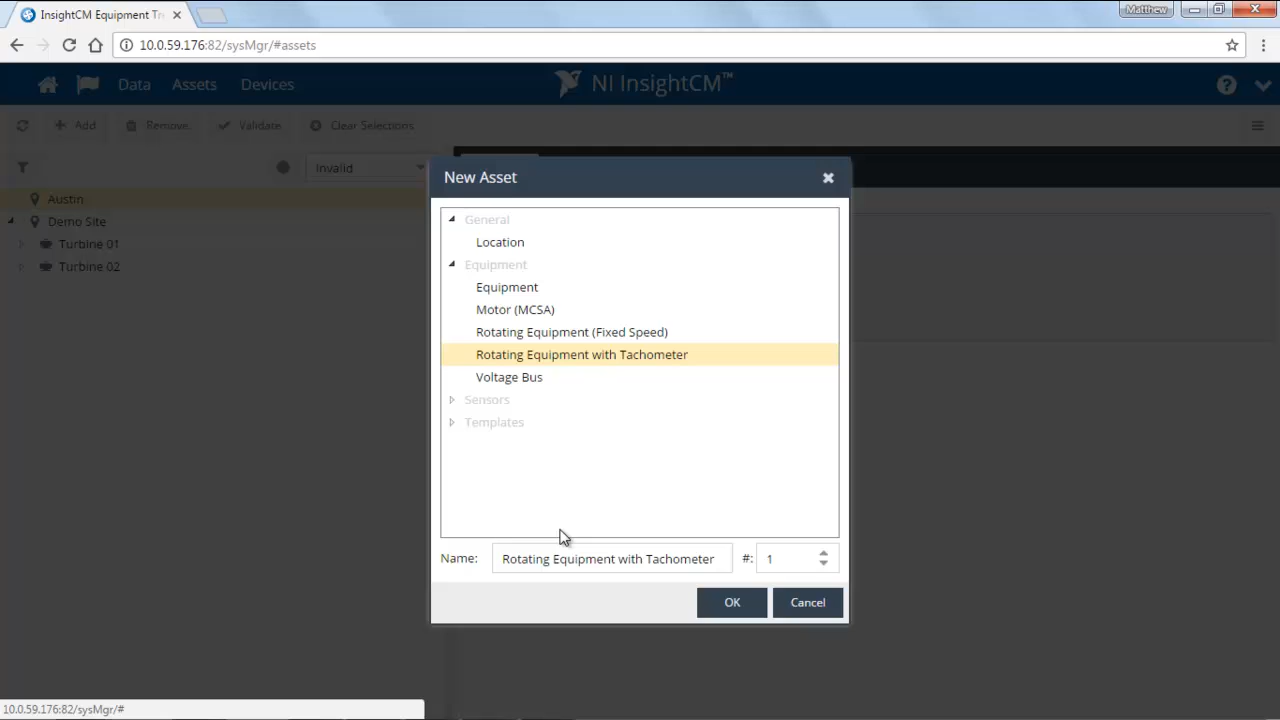 InsightCM Equipment Tr
Matthew
10.0.59.176:82/sysMgr/#assets
Data Assets Devices NI InsightCM™ ?
Add Remove Validate Clear Selections
Invalid
Austin
Demo Site
Turbine 01
Turbine 02
New Asset
General
Location
Equipment
Equipment
Motor (MCSA)
Rotating Equipment (Fixed Speed)
Rotating Equipment with Tachometer
Voltage Bus
Sensors
Templates
Name: Rotating Equipment with Tachometer #: 1
OK Cancel
10.0.59.176:82/sysMgr/#